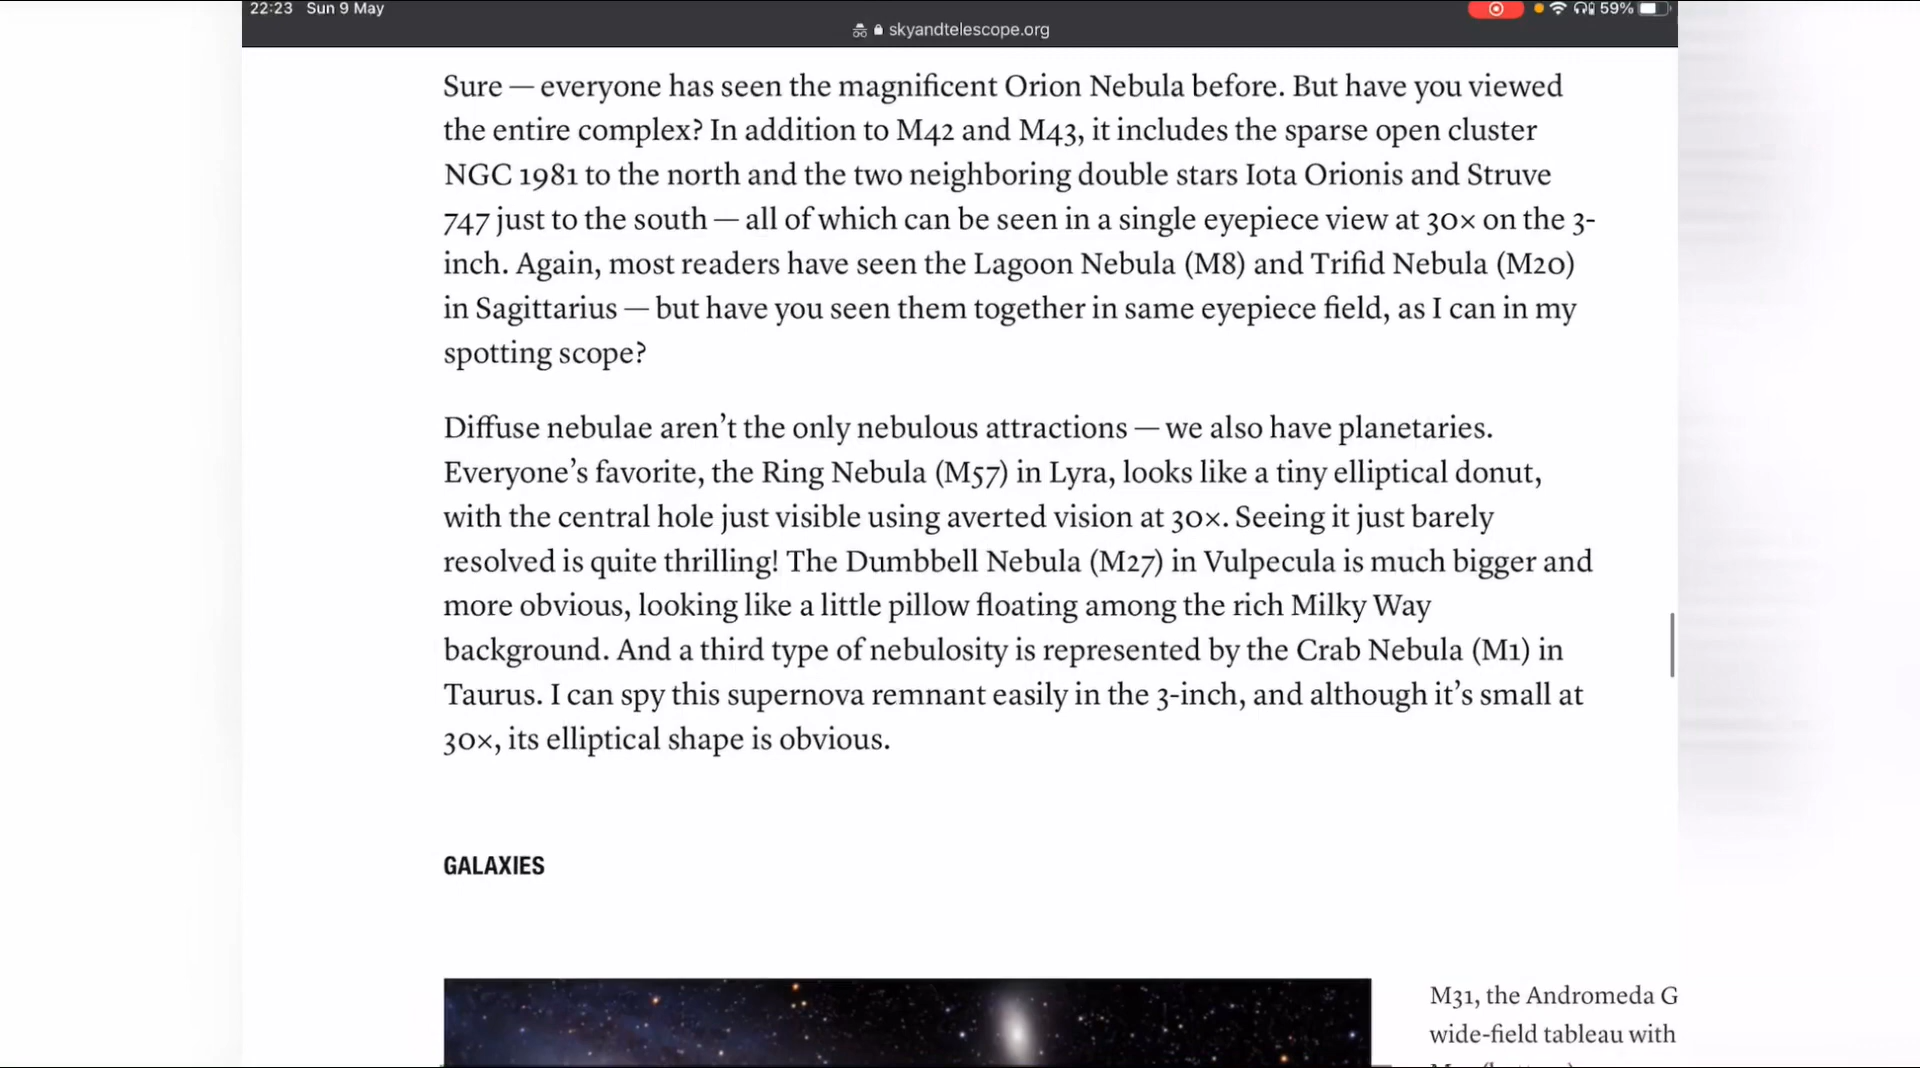 22:23 Sun 9 May
59%
skyandtelescope.org
Sure — everyone has seen the magnificent Orion Nebula before. But have you viewed
the entire complex? In addition to M42 and M43, it includes the sparse open cluster
NGC 1981 to the north and the two neighboring double stars Iota Orionis and Struve
747 just to the south — all of which can be seen in a single eyepiece view at 30× on the 3-
inch. Again, most readers have seen the Lagoon Nebula (M8) and Trifid Nebula (M20)
in Sagittarius — but have you seen them together in same eyepiece field, as I can in my
spotting scope?
Diffuse nebulae aren’t the only nebulous attractions — we also have planetaries.
Everyone’s favorite, the Ring Nebula (M57) in Lyra, looks like a tiny elliptical donut,
with the central hole just visible using averted vision at 30×. Seeing it just barely
resolved is quite thrilling! The Dumbbell Nebula (M27) in Vulpecula is much bigger and
more obvious, looking like a little pillow floating among the rich Milky Way
background. And a third type of nebulosity is represented by the Crab Nebula (M1) in
Taurus. I can spy this supernova remnant easily in the 3-inch, and although it’s small at
30×, its elliptical shape is obvious.
GALAXIES
M31, the Andromeda G
wide-field tableau with